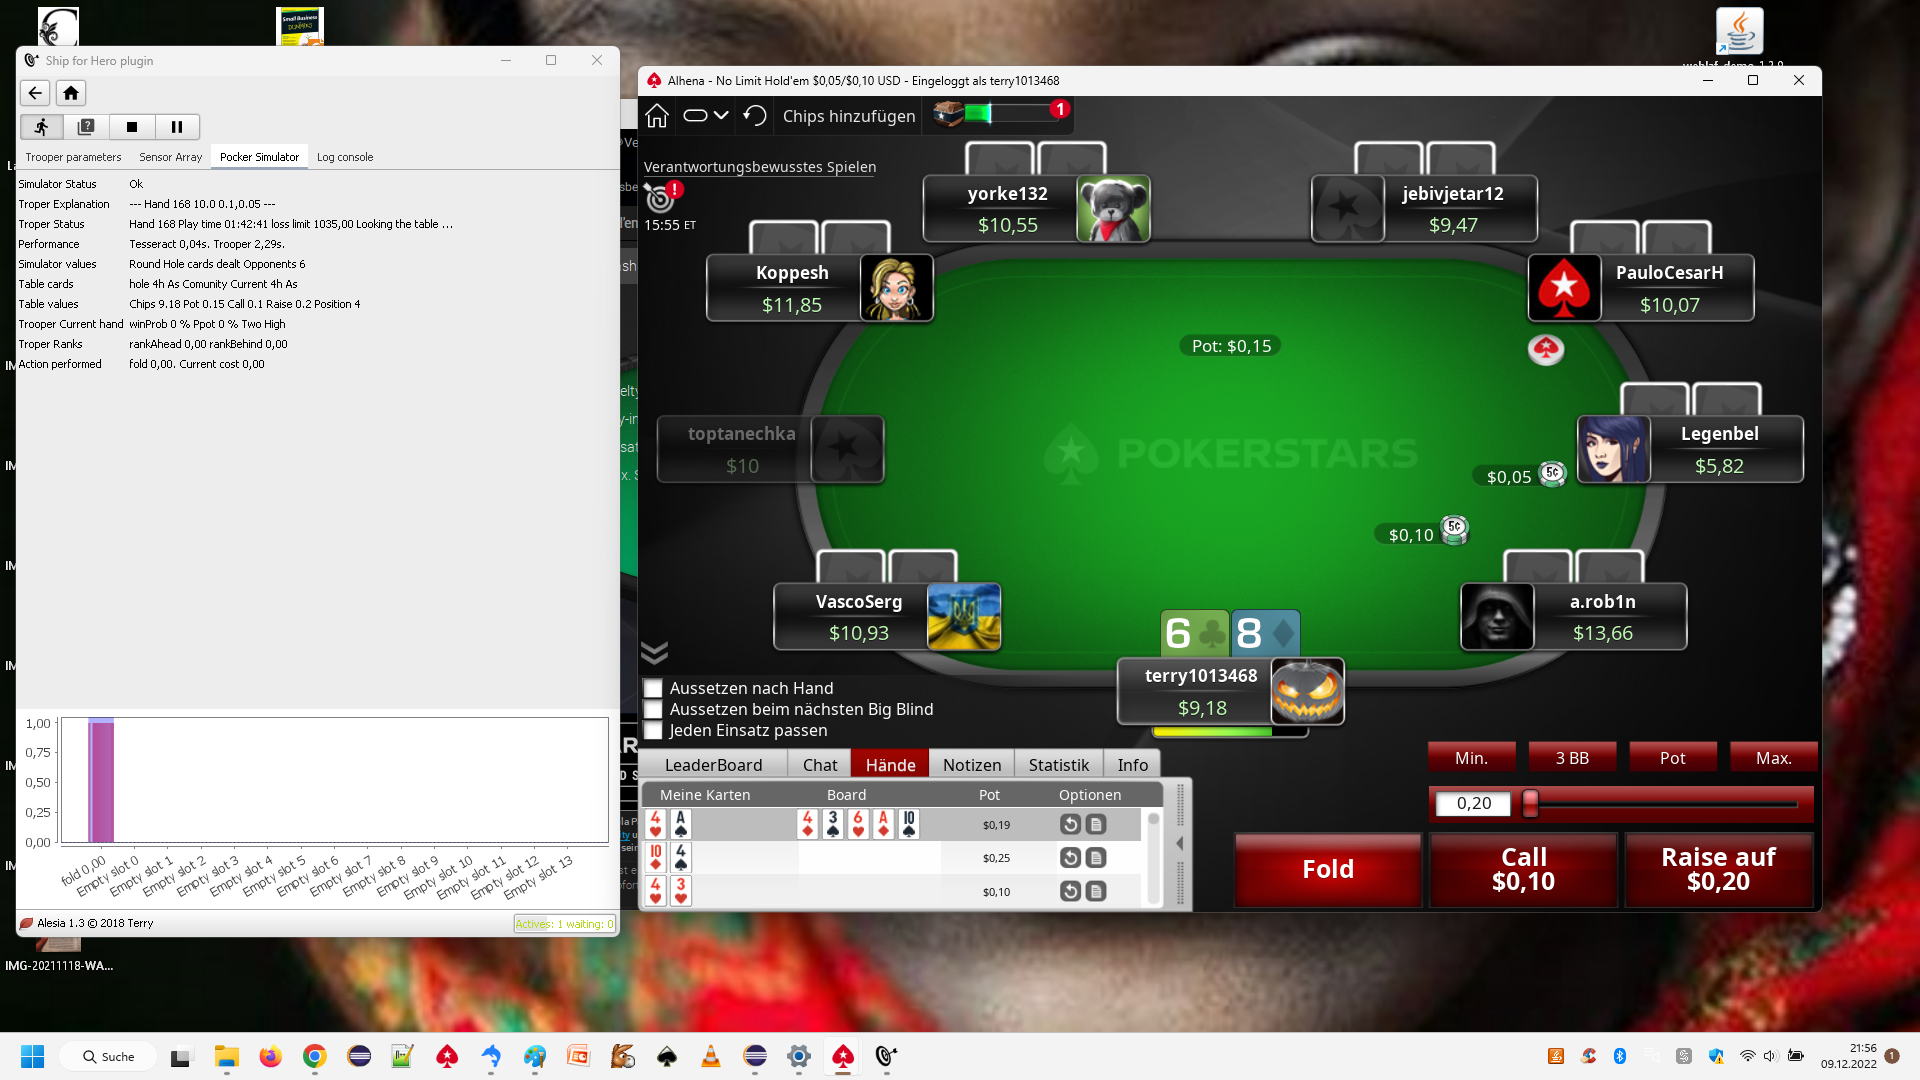 Small Business
DUMMIES
Ship for Hero plugin
Trooper parameters
Sensor Array
Pocker Simulator
Log console
Simulator Status Ok
Troper Explanation --- Hand 168 10.0 0.1,0.05 ---
Troper Status Hand 168 Play time 01:42:41 loss limit 1035,00 Looking the table ...
Performance Tesseract 0,04s. Trooper 2,29s.
Simulator values Round Hole cards dealt Opponents 6
Table cards hole 4h As Comunity Current 4h As
Table values Chips 9.18 Pot 0.15 Call 0.1 Raise 0.2 Position 4
Trooper Current hand winProb 0 % Ppot 0 % Two High
Troper Ranks rankAhead 0,00 rankBehind 0,00
Action performed fold 0,00. Current cost 0,00
1,00
0,75
0,50
0,25
0,00
fold 0,00
Empty slot 0
Empty slot 1
Empty slot 2
Empty slot 3
Empty slot 4
Empty slot 5
Empty slot 6
Empty slot 7
Empty slot 8
Empty slot 9
Empty slot 10
Empty slot 11
Empty slot 12
Empty slot 13
Alesia 1.3 © 2018 Terry
Actives: 1 waiting: 0
IMG-20211118-WA...
Alhena - No Limit Hold'em $0,05/$0,10 USD - Eingeloggt als terry1013468
Chips hinzufügen
1
Verantwortungsbewusstes Spielen
!
15:55 ET
yorke132
$10,55
jebivjetar12
$9,47
Koppesh
$11,85
PauloCesarH
$10,07
Pot: $0,15
toptanechka
$10
POKERSTARS
Legenbel
$5,82
$0,05
5¢
$0,10
5¢
VascoSerg
$10,93
a.rob1n
$13,66
6 8
terry1013468
$9,18
Aussetzen nach Hand
Aussetzen beim nächsten Big Blind
Jeden Einsatz passen
LeaderBoard
Chat
Hände
Notizen
Statistik
Info
Meine Karten Board Pot Optionen
4 A 4 3 6 A 10 $0,19
10 4 $0,25
4 3 $0,10
Min.
3 BB
Pot
Max.
0,20
Fold
Call
$0,10
Raise auf
$0,20
Suche
21:56
09.12.2022
1